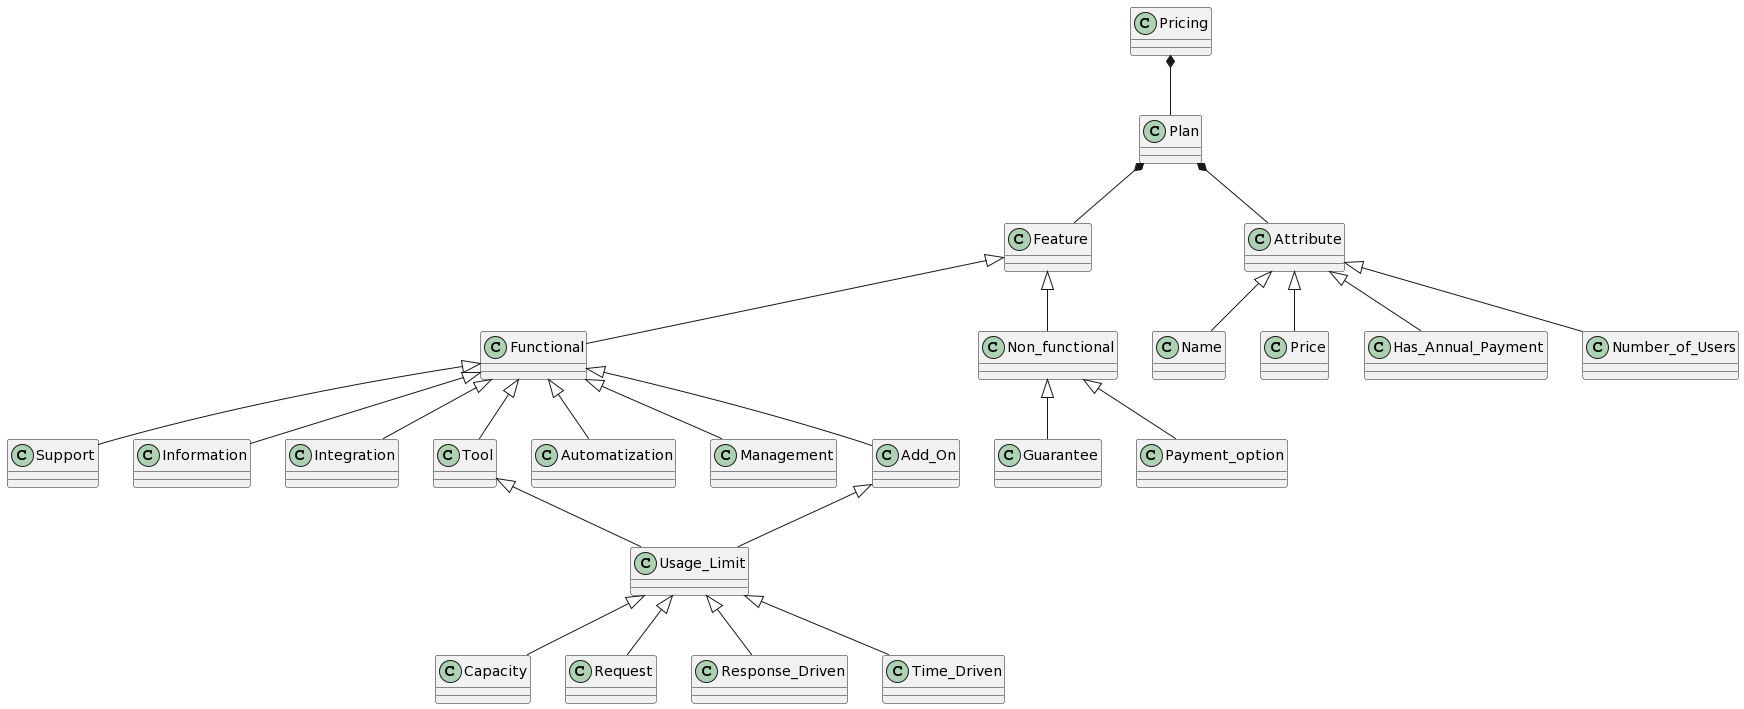 C Pricing
C Plan
C Feature
C Attribute
C Functional
C Non_functional
C Name
C Price
C Has_Annual_Payment
C Number_of_Users
C Support
C Information
C Integration
C Tool
C Automatization
C Management
C Add_On
C Guarantee
C Payment_option
C Usage_Limit
C Capacity
C Request
C Response_Driven
C Time_Driven